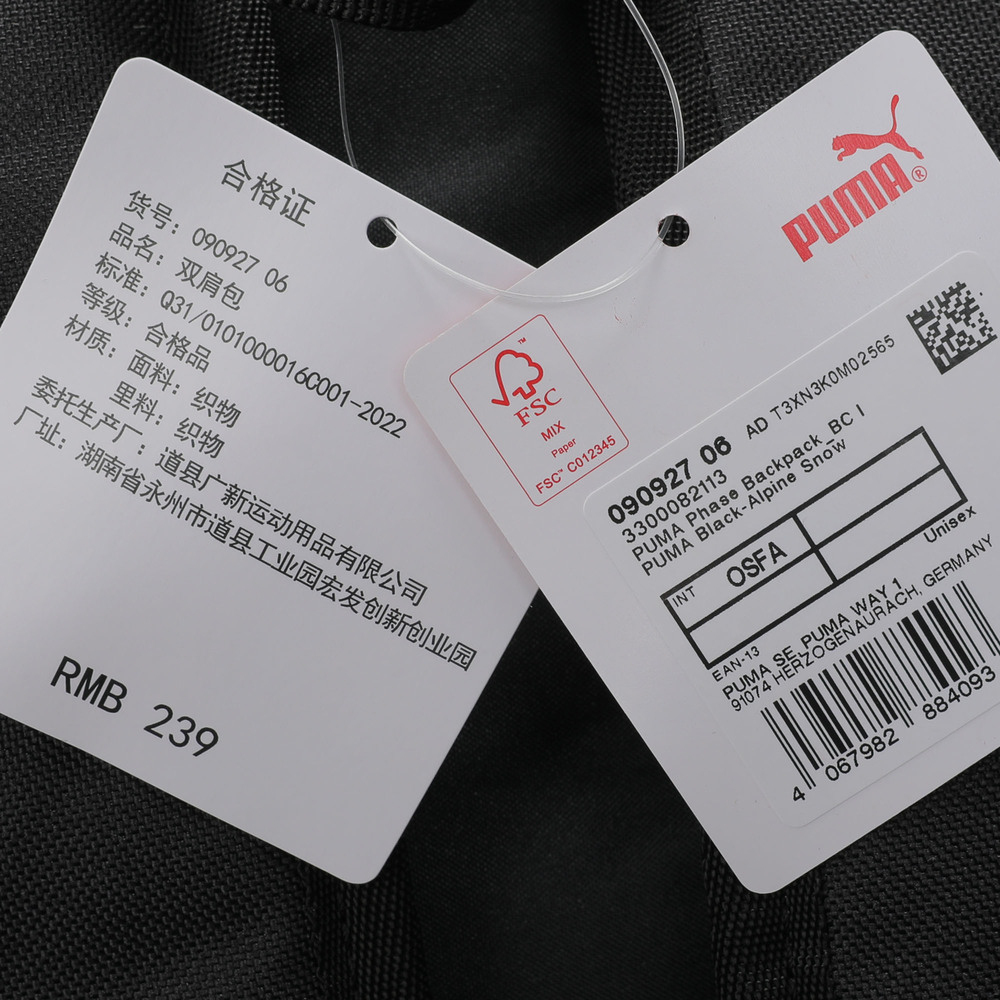 合格证
货号：090927 06
品名：双肩包
标准：Q31/0101000016C001-2022
等级：合格品
材质：面料：织物
里料：织物
委托生产厂：道县广新运动用品有限公司
厂址：湖南省永州市道县工业园宏发创新创业园
RMB 239
PUMA®
FSC™
MIX
Paper
FSC™ C012345
090927 06 AD T3XN3K0M02565
3300082113
PUMA Phase Backpack BC I
PUMA Black-Alpine Snow
INT OSFA
Unisex
EAN-13
PUMA SE, PUMA WAY 1
91074 HERZOGENAURACH, GERMANY
4 067982 884093